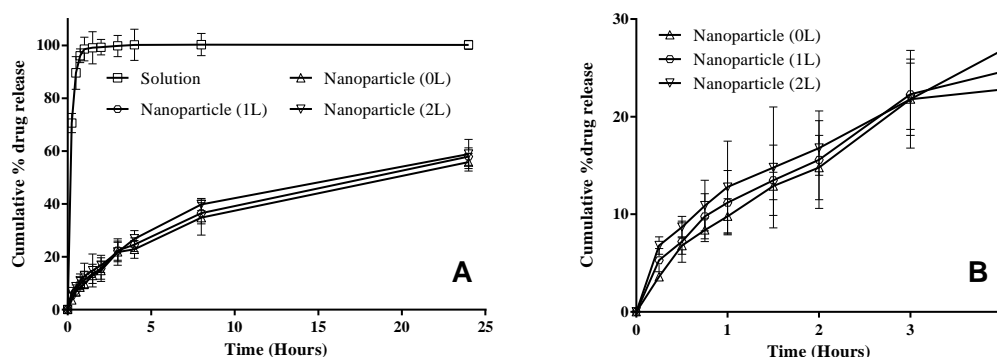 Cumulative % drug release
120
100
80
60
40
20
0
Solution
Nanoparticle (0L)
Nanoparticle (1L)
Nanoparticle (2L)
A
0
5
10
15
20
25
Time (Hours)
Cumulative %drug release
30
20
10
0
Nanoparticle (0L)
Nanoparticle (1L)
Nanoparticle (2L)
B
0
1
2
3
Time (Hours)